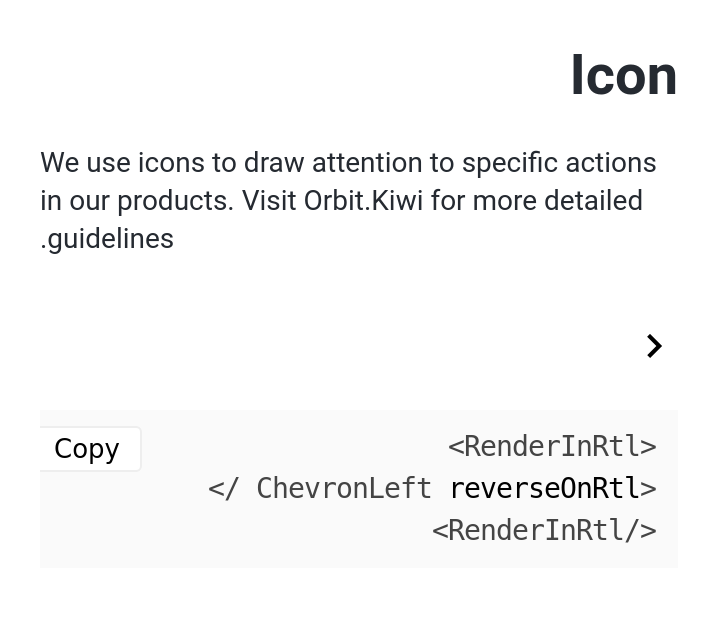 Icon
We use icons to draw attention to specific actions
in our products. Visit Orbit.Kiwi for more detailed
.guidelines
Copy
<RenderInRtl>
</ ChevronLeft reverseOnRtl>
<RenderInRtl/>